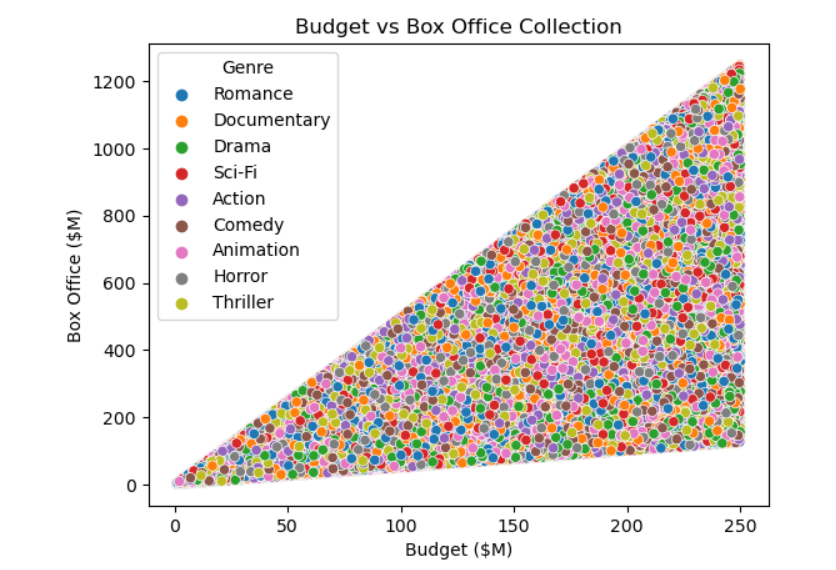 Budget vs Box Office Collection
Genre
Romance
Documentary
Drama
Sci-Fi
Action
Comedy
Animation
Horror
Thriller
1200
1000
800
600
400
200
0
Box Office ($M)
0 50 100 150 200 250
Budget ($M)